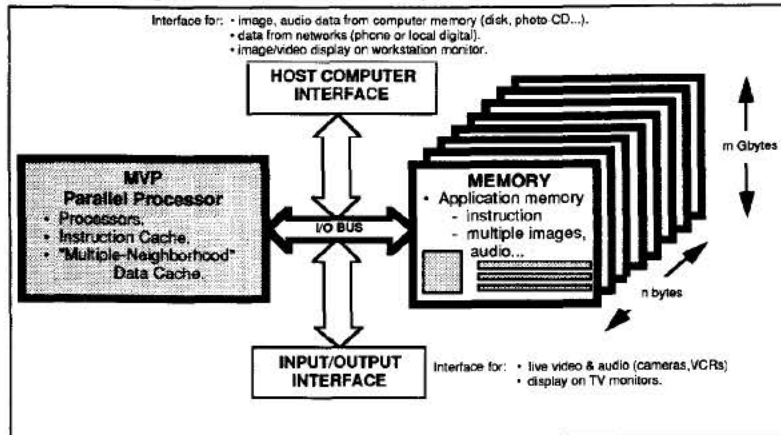 Interface for: • image, audio data from computer memory (disk, photo CD...).
• data from networks (phone or local digital).
• image/video display on workstation monitor.
HOST COMPUTER
INTERFACE
MVP
Parallel Processor
• Processors.
• Instruction Cache.
• "Multiple-Neighborhood"
Data Cache.
I/O BUS
MEMORY
• Application memory
- instruction
- multiple images,
audio...
m Gbytes
n bytes
INPUT/OUTPUT
INTERFACE
Interface for: • live video & audio (cameras,VCRs)
• display on TV monitors.